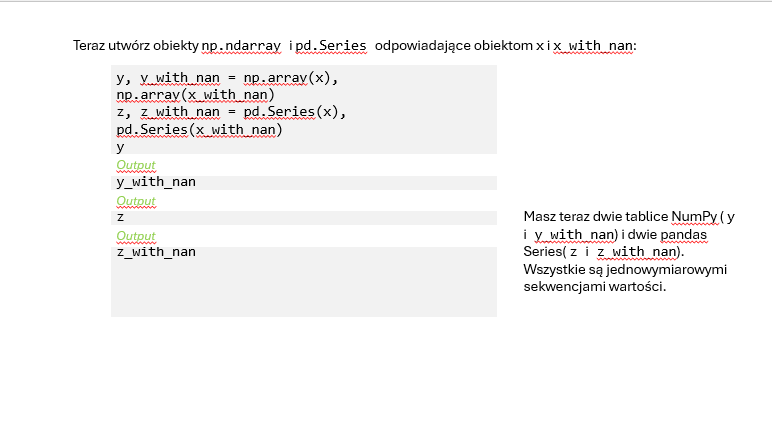 Teraz utwórz obiekty np.ndarray i pd.Series odpowiadające obiektom x i x_with_nan:
y, y_with_nan = np.array(x),
np.array(x_with_nan)
z, z_with_nan = pd.Series(x),
pd.Series(x_with_nan)
y
Output
y_with_nan
Output
z
Output
z_with_nan
Masz teraz dwie tablice NumPy ( y
i y_with_nan) i dwie pandas
Series( z i z_with_nan).
Wszystkie są jednowymiarowymi
sekwencjami wartości.